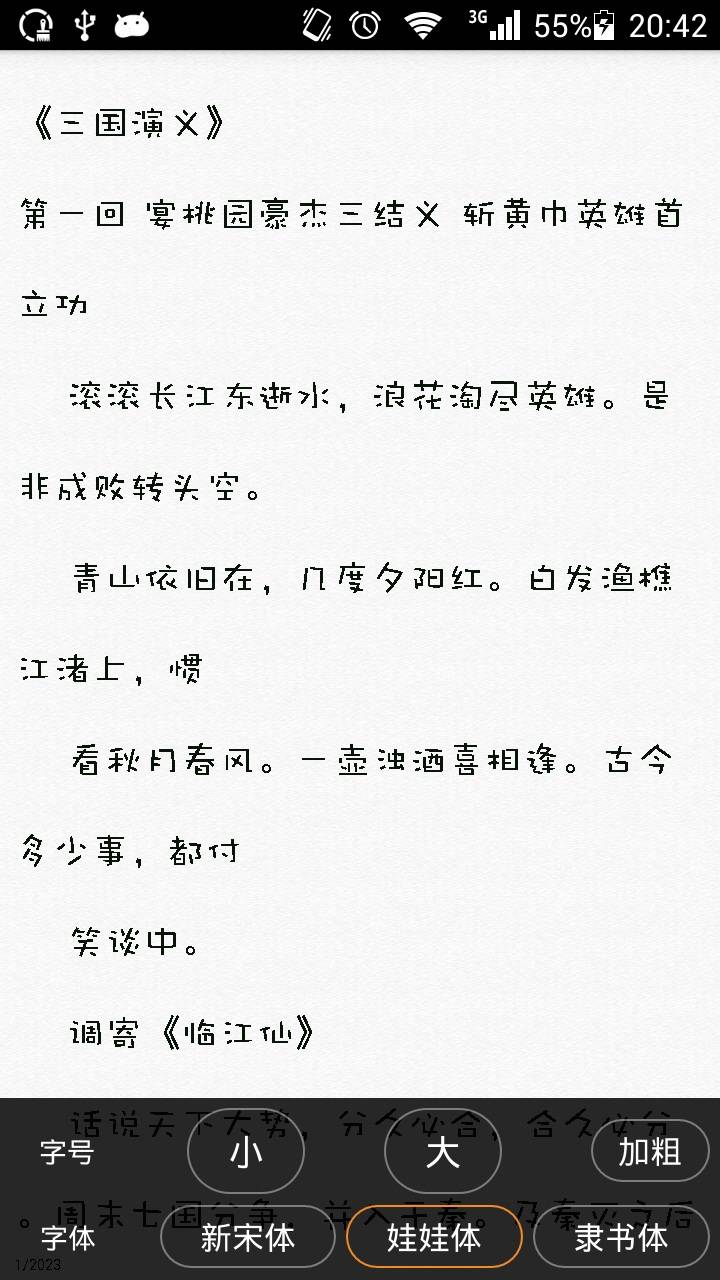 3G 55% 20:42
《三国演义》
第一回 宴桃园豪杰三结义 斩黄巾英雄首
立功
滚滚长江东逝水，浪花淘尽英雄。是
非成败转头空。
青山依旧在，几度夕阳红。白发渔樵
江渚上，惯
看秋月春风。一壶浊酒喜相逢。古今
多少事，都付
笑谈中。
调寄《临江仙》
话说天下大势，分久必合，合久必分
字号 小 大 加粗
。周末七国分争，并入于秦。及秦灭之后
字体 新宋体 娃娃体 隶书体
1/2023